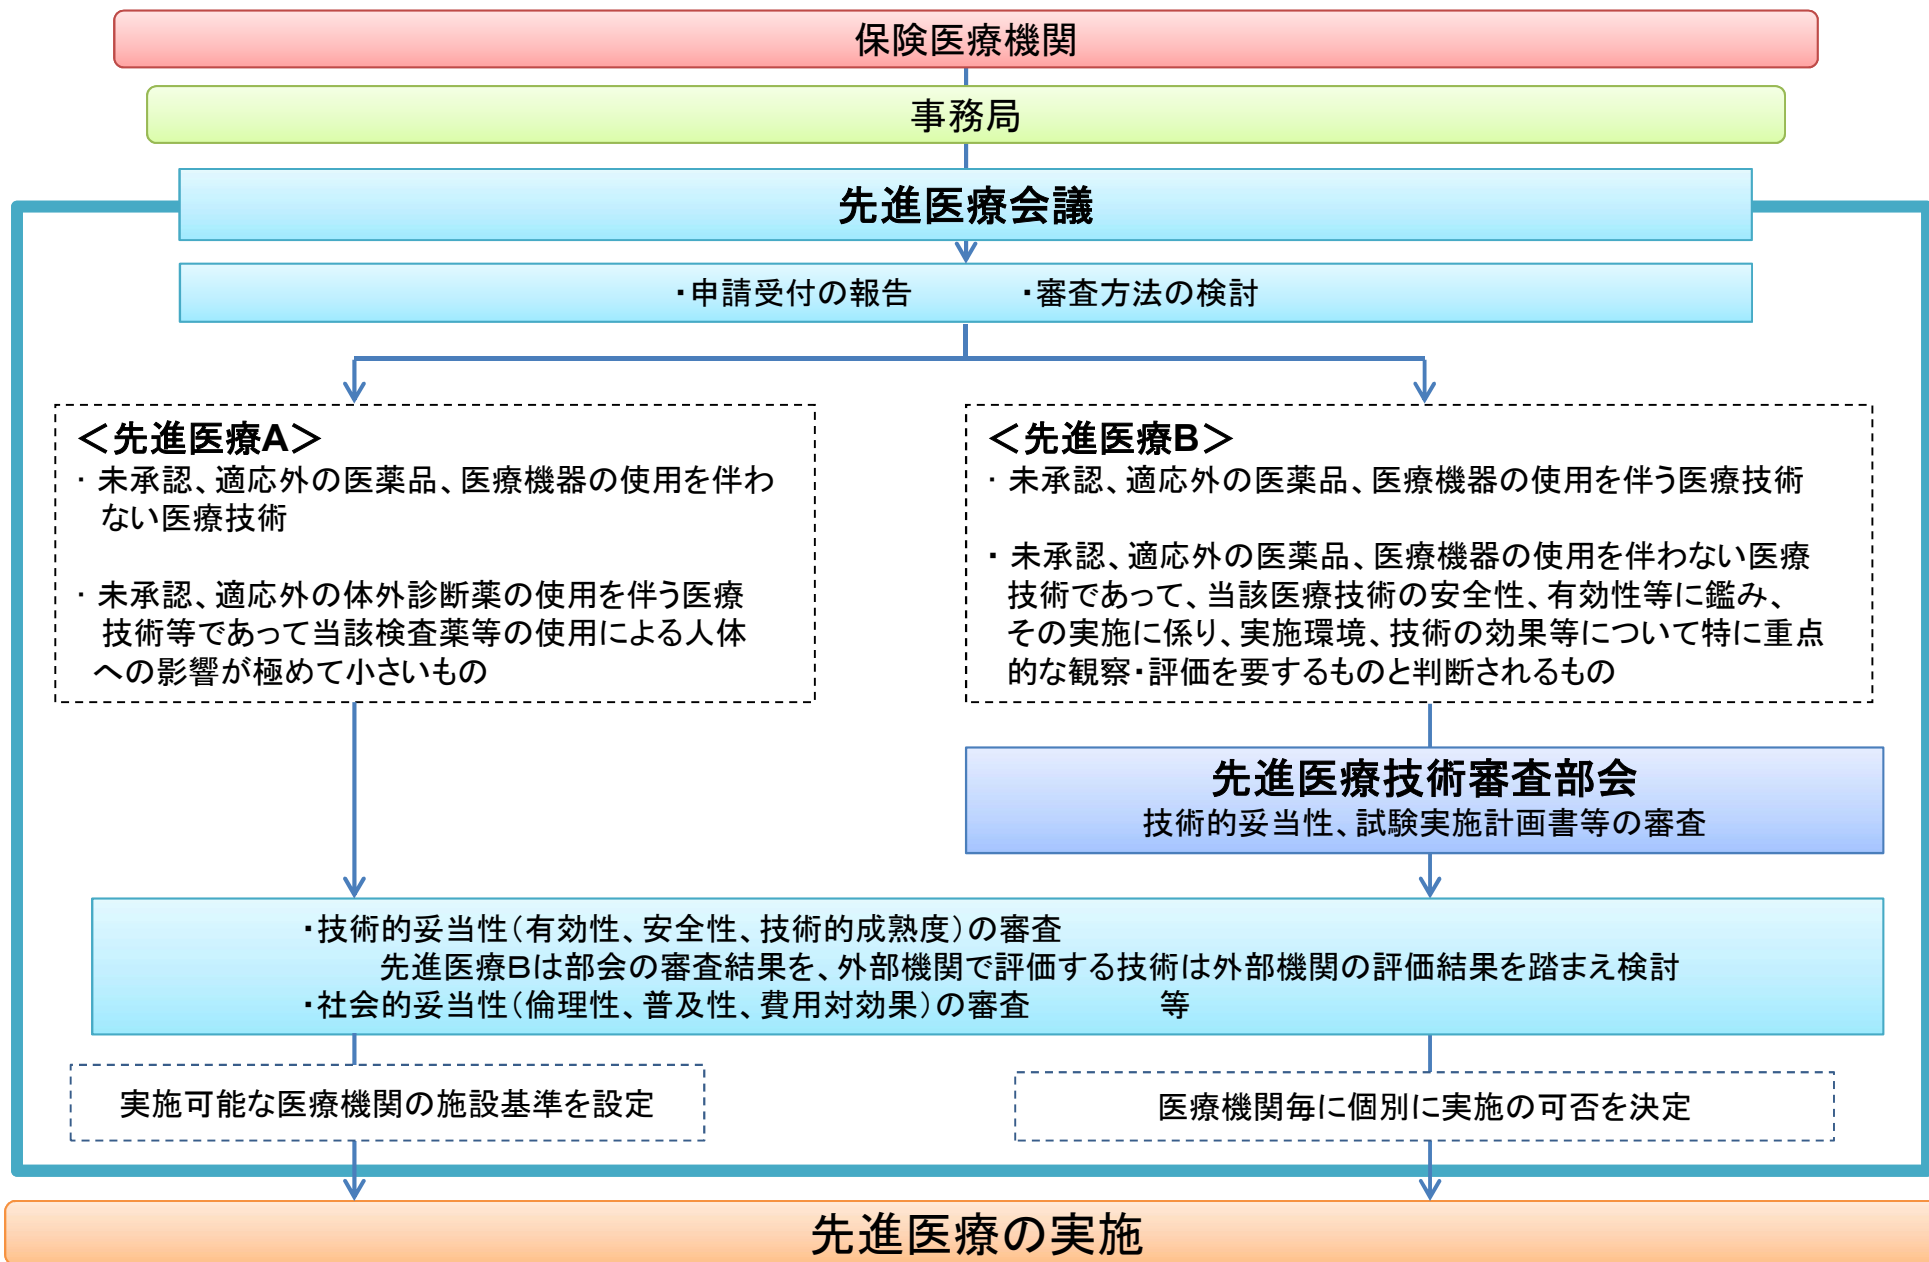 保険医療機関
事務局
先進医療会議
・申請受付の報告　　　・審査方法の検討
＜先進医療A＞
・未承認、適応外の医薬品、医療機器の使用を伴わ
ない医療技術
・未承認、適応外の体外診断薬の使用を伴う医療
技術等であって当該検査薬等の使用による人体
への影響が極めて小さいもの
＜先進医療B＞
・未承認、適応外の医薬品、医療機器の使用を伴う医療技術
・未承認、適応外の医薬品、医療機器の使用を伴わない医療
技術であって、当該医療技術の安全性、有効性等に鑑み、
その実施に係り、実施環境、技術の効果等について特に重点
的な観察・評価を要するものと判断されるもの
先進医療技術審査部会
技術的妥当性、試験実施計画書等の審査
・技術的妥当性（有効性、安全性、技術的成熟度）の審査
先進医療Ｂは部会の審査結果を、外部機関で評価する技術は外部機関の評価結果を踏まえ検討
・社会的妥当性（倫理性、普及性、費用対効果）の審査　　　等
実施可能な医療機関の施設基準を設定
医療機関毎に個別に実施の可否を決定
先進医療の実施